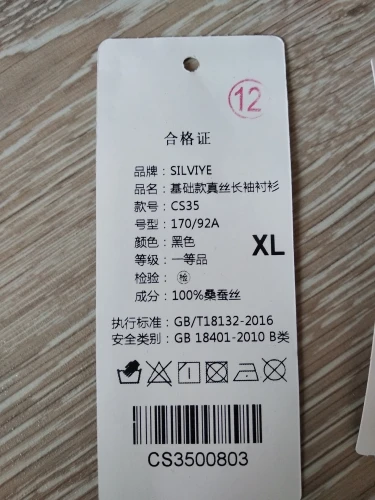 12
合格证
品牌：SILVIYE
品名：基础款真丝长袖衬衫
款号：CS35
号型：170/92A
颜色：黑色
XL
等级：一等品
检验：检
成分：100%桑蚕丝
执行标准：GB/T18132-2016
安全类别：GB 18401-2010 B类
CS3500803